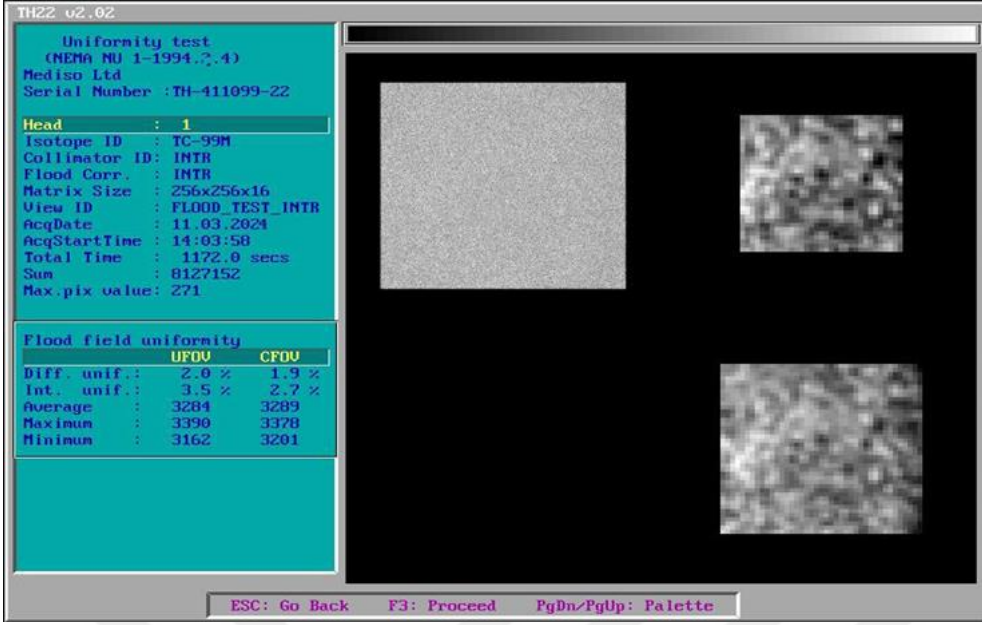 TH22 v2.02
Uniformity test
(NEMA NU 1-1994.2.4)
Mediso Ltd
Serial Number :TH-411099-22
Head : 1
Isotope ID : TC-99M
Collimator ID: INTR
Flood Corr. : INTR
Matrix Size : 256x256x16
View ID : FLOOD_TEST_INTR
AcqDate : 11.03.2024
AcqStartTime : 14:03:58
Total Time : 1172.0 secs
Sum : 8127152
Max.pix value: 271
Flood field uniformity
UFOV CFOV
Diff. unif.: 2.0 % 1.9 %
Int. unif.: 3.5 % 2.7 %
Average : 3284 3289
Maximum : 3390 3378
Minimum : 3162 3201
ESC: Go Back F3: Proceed PgDn/PgUp: Palette